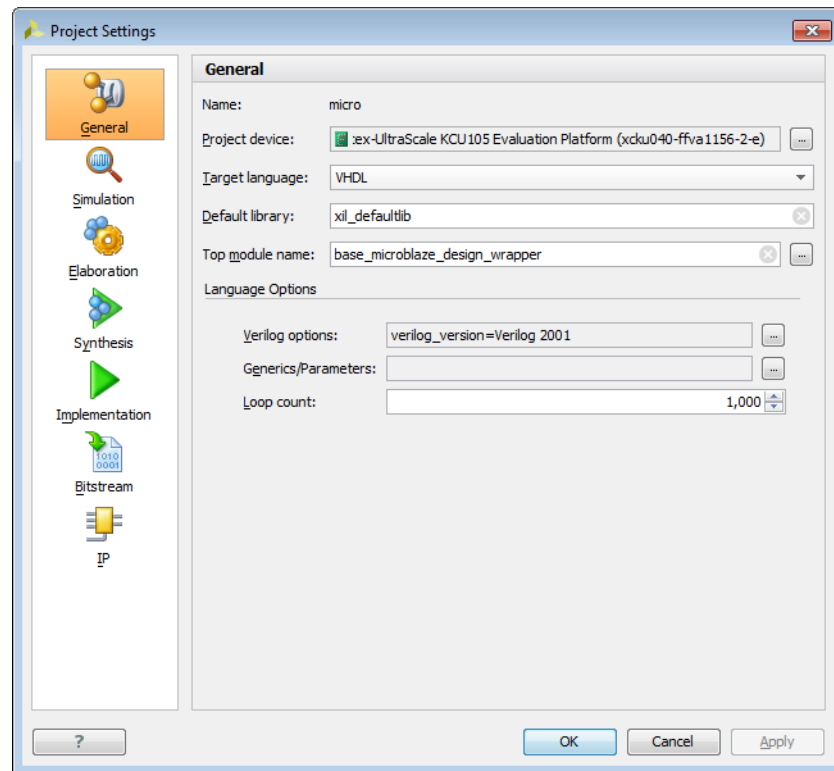 Project Settings
General
Simulation
Elaboration
Synthesis
Implementation
1010
0001
Bitstream
IP
General
Name: micro
Project device: :ex-UltraScale KCU105 Evaluation Platform (xcku040-ffva1156-2-e) ...
Target language: VHDL
Default library: xil_defaultlib
Top module name: base_microblaze_design_wrapper ...
Language Options
Verilog options: verilog_version=Verilog 2001 ...
Generics/Parameters: ...
Loop count: 1,000
? OK Cancel Apply